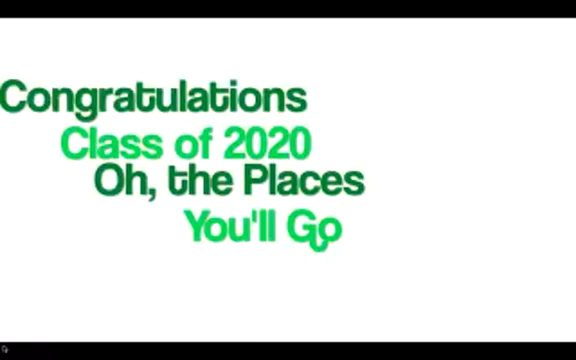 Congratulations
Class of 2020
Oh, the Places
You'll Go